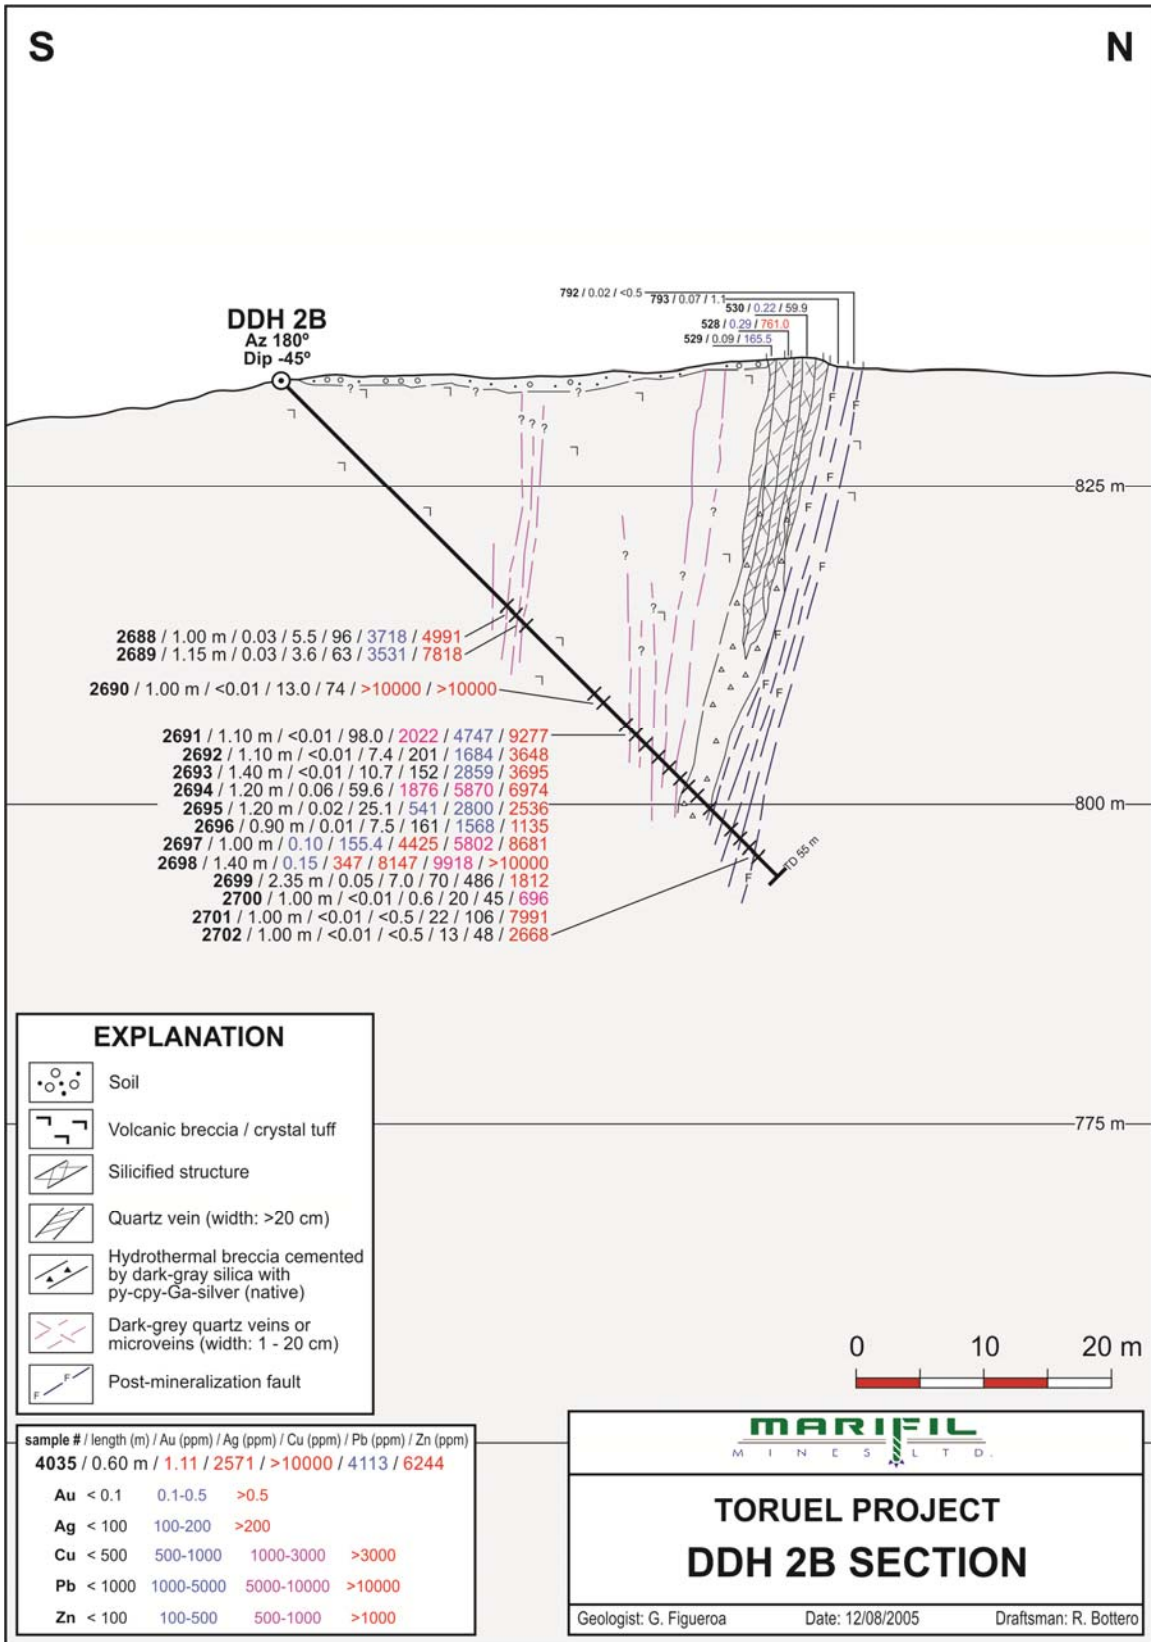 S
N
792 / 0.02 / <0.5
793 / 0.07 / 1.1
530 / 0.22 / 59.9
528 / 0.29 / 761.0
529 / 0.09 / 165.5
DDH 2B
Az 180º
Dip -45º
? ? ? ?
? ? ?
F F
825 m
F
F
?
?
F
?
?
?
F
2688 / 1.00 m / 0.03 / 5.5 / 96 / 3718 / 4991
2689 / 1.15 m / 0.03 / 3.6 / 63 / 3531 / 7818
2690 / 1.00 m / <0.01 / 13.0 / 74 / >10000 / >10000
F
F F
2691 / 1.10 m / <0.01 / 98.0 / 2022 / 4747 / 9277
2692 / 1.10 m / <0.01 / 7.4 / 201 / 1684 / 3648
2693 / 1.40 m / <0.01 / 10.7 / 152 / 2859 / 3695
2694 / 1.20 m / 0.06 / 59.6 / 1876 / 5870 / 6974
2695 / 1.20 m / 0.02 / 25.1 / 541 / 2800 / 2536
2696 / 0.90 m / 0.01 / 7.5 / 161 / 1568 / 1135
2697 / 1.00 m / 0.10 / 155.4 / 4425 / 5802 / 8681
2698 / 1.40 m / 0.15 / 347 / 8147 / 9918 / >10000
2699 / 2.35 m / 0.05 / 7.0 / 70 / 486 / 1812
2700 / 1.00 m / <0.01 / 0.6 / 20 / 45 / 696
2701 / 1.00 m / <0.01 / <0.5 / 22 / 106 / 7991
2702 / 1.00 m / <0.01 / <0.5 / 13 / 48 / 2668
800 m
TD 55 m
F
775 m
EXPLANATION
Soil
Volcanic breccia / crystal tuff
Silicified structure
Quartz vein (width: >20 cm)
Hydrothermal breccia cemented
by dark-gray silica with
py-cpy-Ga-silver (native)
Dark-grey quartz veins or
microveins (width: 1 - 20 cm)
F F
Post-mineralization fault
0 10 20 m
sample # / length (m) / Au (ppm) / Ag (ppm) / Cu (ppm) / Pb (ppm) / Zn (ppm)
4035 / 0.60 m / 1.11 / 2571 / >10000 / 4113 / 6244
Au < 0.1 0.1-0.5 >0.5
Ag < 100 100-200 >200
Cu < 500 500-1000 1000-3000 >3000
Pb < 1000 1000-5000 5000-10000 >10000
Zn < 100 100-500 500-1000 >1000
MARIFIL
MINES LTD.
TORUEL PROJECT
DDH 2B SECTION
Geologist: G. Figueroa Date: 12/08/2005 Draftsman: R. Bottero